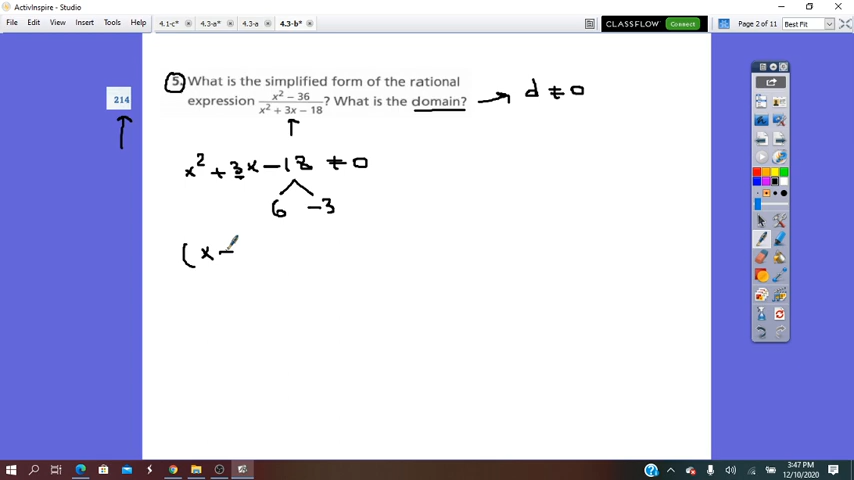 ActivInspire - Studio
File Edit View Insert Tools Help
4.1-c* 4.3-a* 4.3-a 4.3-b*
CLASSFLOW Connect
Page 2 of 11 Best Fit
214
5. What is the simplified form of the rational
expression x² − 36 / x² + 3x − 18 ? What is the domain? → d ≠ 0
x² + 3x − 18 ≠ 0
6 −3
( x −
3:47 PM
12/10/2020